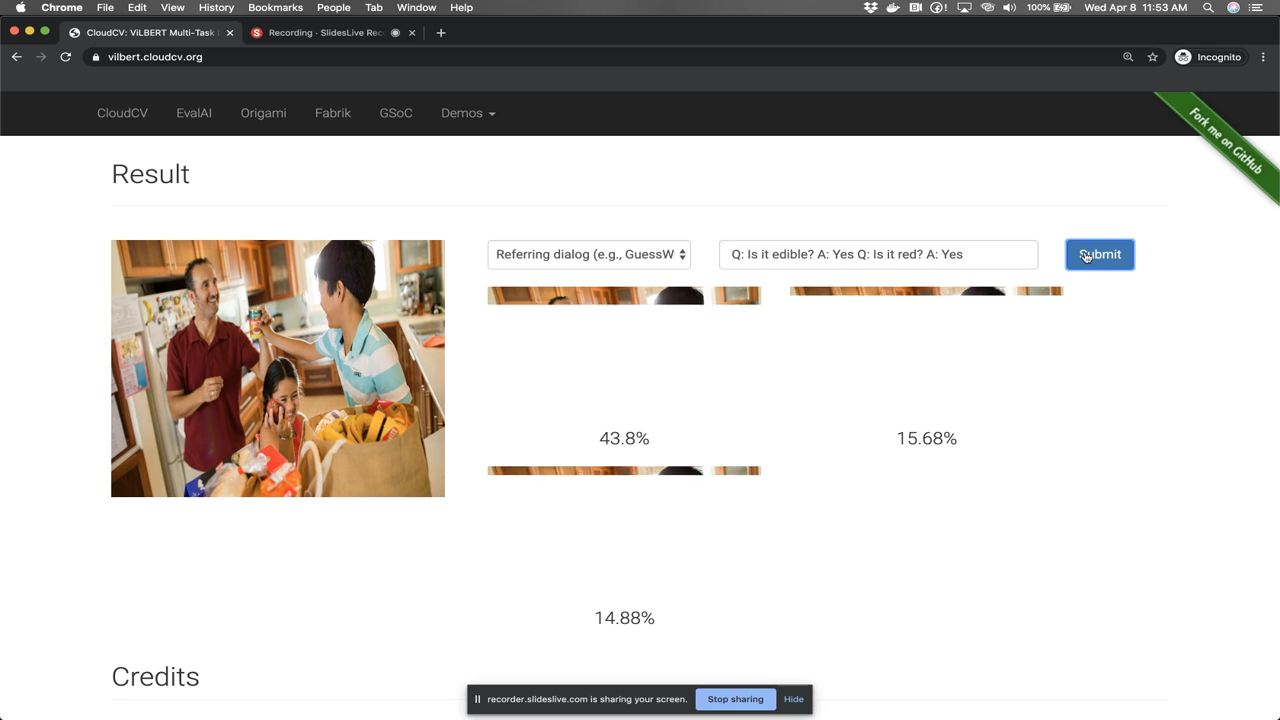 Chrome File Edit View History Bookmarks People Tab Window Help 100% Wed Apr 8 11:53 AM
CloudCV: ViLBERT Multi-Task Recording - SlidesLive Rec
vilbert.cloudcv.org Incognito
CloudCV EvalAI Origami Fabrik GSoC Demos
Fork me on GitHub
Result
Referring dialog (e.g., GuessW Q: Is it edible? A: Yes Q: Is it red? A: Yes Submit
43.8% 15.68%
14.88%
Credits
recorder.slideslive.com is sharing your screen. Stop sharing Hide